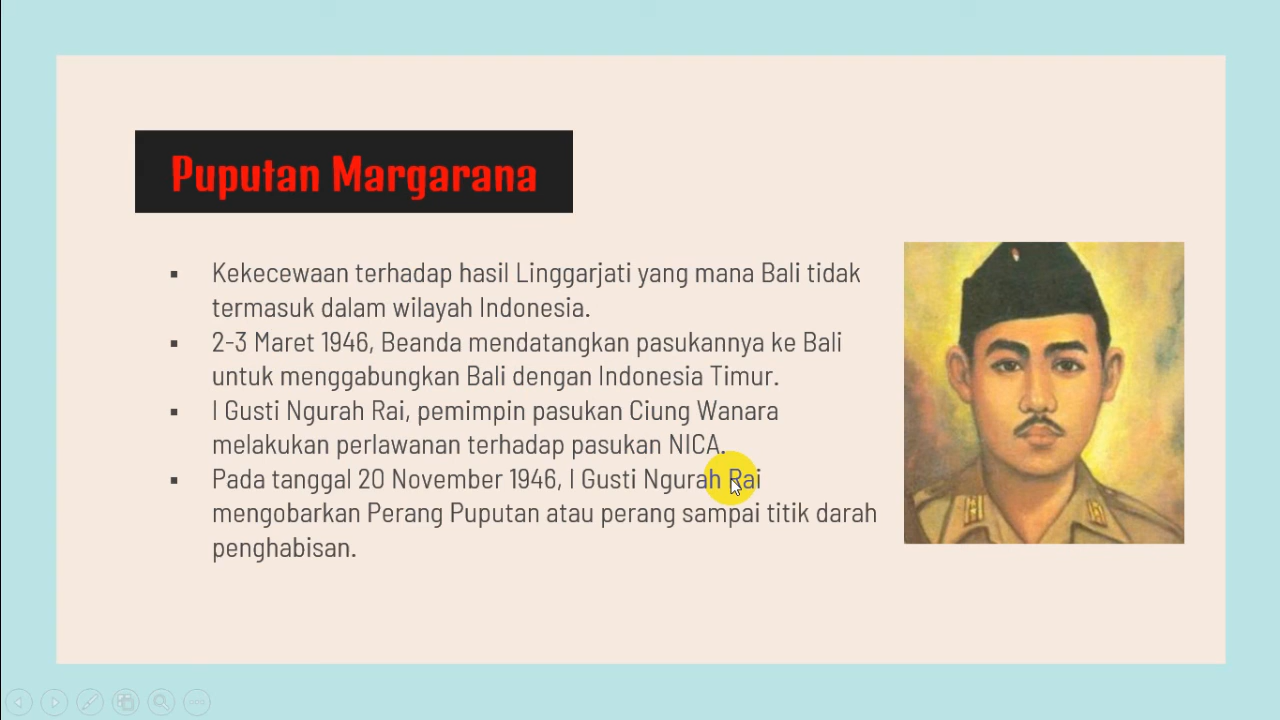 Puputan Margarana
▪ Kekecewaan terhadap hasil Linggarjati yang mana Bali tidak
termasuk dalam wilayah Indonesia.
▪ 2-3 Maret 1946, Beanda mendatangkan pasukannya ke Bali
untuk menggabungkan Bali dengan Indonesia Timur.
▪ I Gusti Ngurah Rai, pemimpin pasukan Ciung Wanara
melakukan perlawanan terhadap pasukan NICA.
▪ Pada tanggal 20 November 1946, I Gusti Ngurah Rai
mengobarkan Perang Puputan atau perang sampai titik darah
penghabisan.